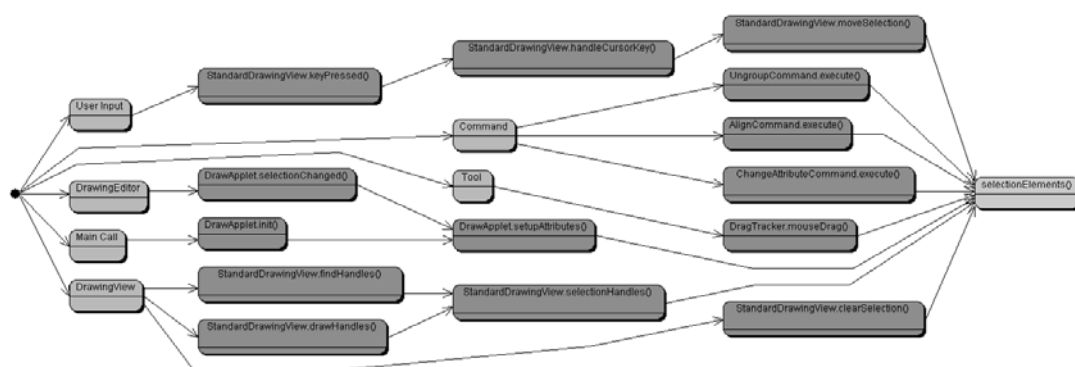 StandardDrawingView.moveSelection()
StandardDrawingView.handleCursorKey()
StandardDrawingView.keyPressed()
UngroupCommand.execute()
User Input
Command
AlignCommand.execute()
DrawingEditor
DrawApplet.selectionChanged()
Tool
ChangeAttributeCommand.execute()
selectionElements()
Main Call
DrawApplet.init()
DrawApplet.setupAttributes()
DragTracker.mouseDrag()
DrawingView
StandardDrawingView.findHandles()
StandardDrawingView.selectionHandles()
StandardDrawingView.drawHandles()
StandardDrawingView.clearSelection()